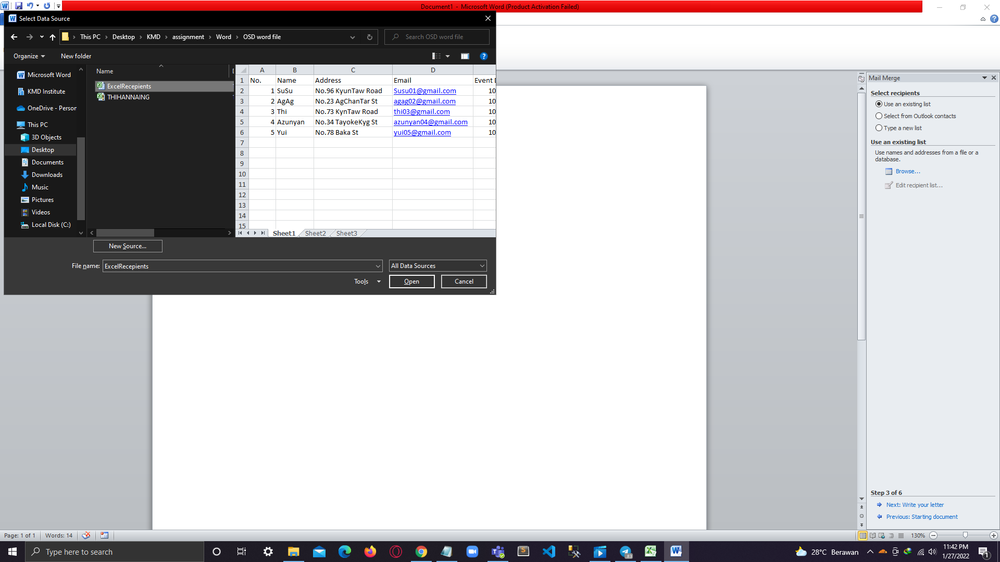 Document1 - Microsoft Word (Product Activation Failed)
Select Data Source
This PC > Desktop > KMD > assignment > Word > OSD word file
Search OSD word file
Organize
New folder
Microsoft Word
KMD Institute
OneDrive - Person
This PC
3D Objects
Desktop
Documents
Downloads
Music
Pictures
Videos
Local Disk (C:)
Name
ExcelRecepients
THIHANNAING
A B C D
1 No. Name Address Email Event D
2 1 SuSu No.96 KyunTaw Road Susu01@gmail.com 10
3 2 AgAg No.23 AgChanTar St agag02@gmail.com 10
4 3 Thi No.73 KynTaw Road thi03@gmail.com 10
5 4 Azunyan No.34 TayokeKyg St azunyan04@gmail.com 10
6 5 Yui No.78 Baka St yui05@gmail.com 10
7
8
9
10
11
12
13
14
15
Sheet1 Sheet2 Sheet3
New Source...
File name: ExcelRecepients
All Data Sources
Tools
Open
Cancel
Mail Merge
Select recipients
Use an existing list
Select from Outlook contacts
Type a new list
Use an existing list
Use names and addresses from a file or a
database.
Browse...
Edit recipient list...
Step 3 of 6
Next: Write your letter
Previous: Starting document
Page: 1 of 1
Words: 14
130%
Type here to search
83
28°C Berawan
11:42 PM
1/27/2022
1